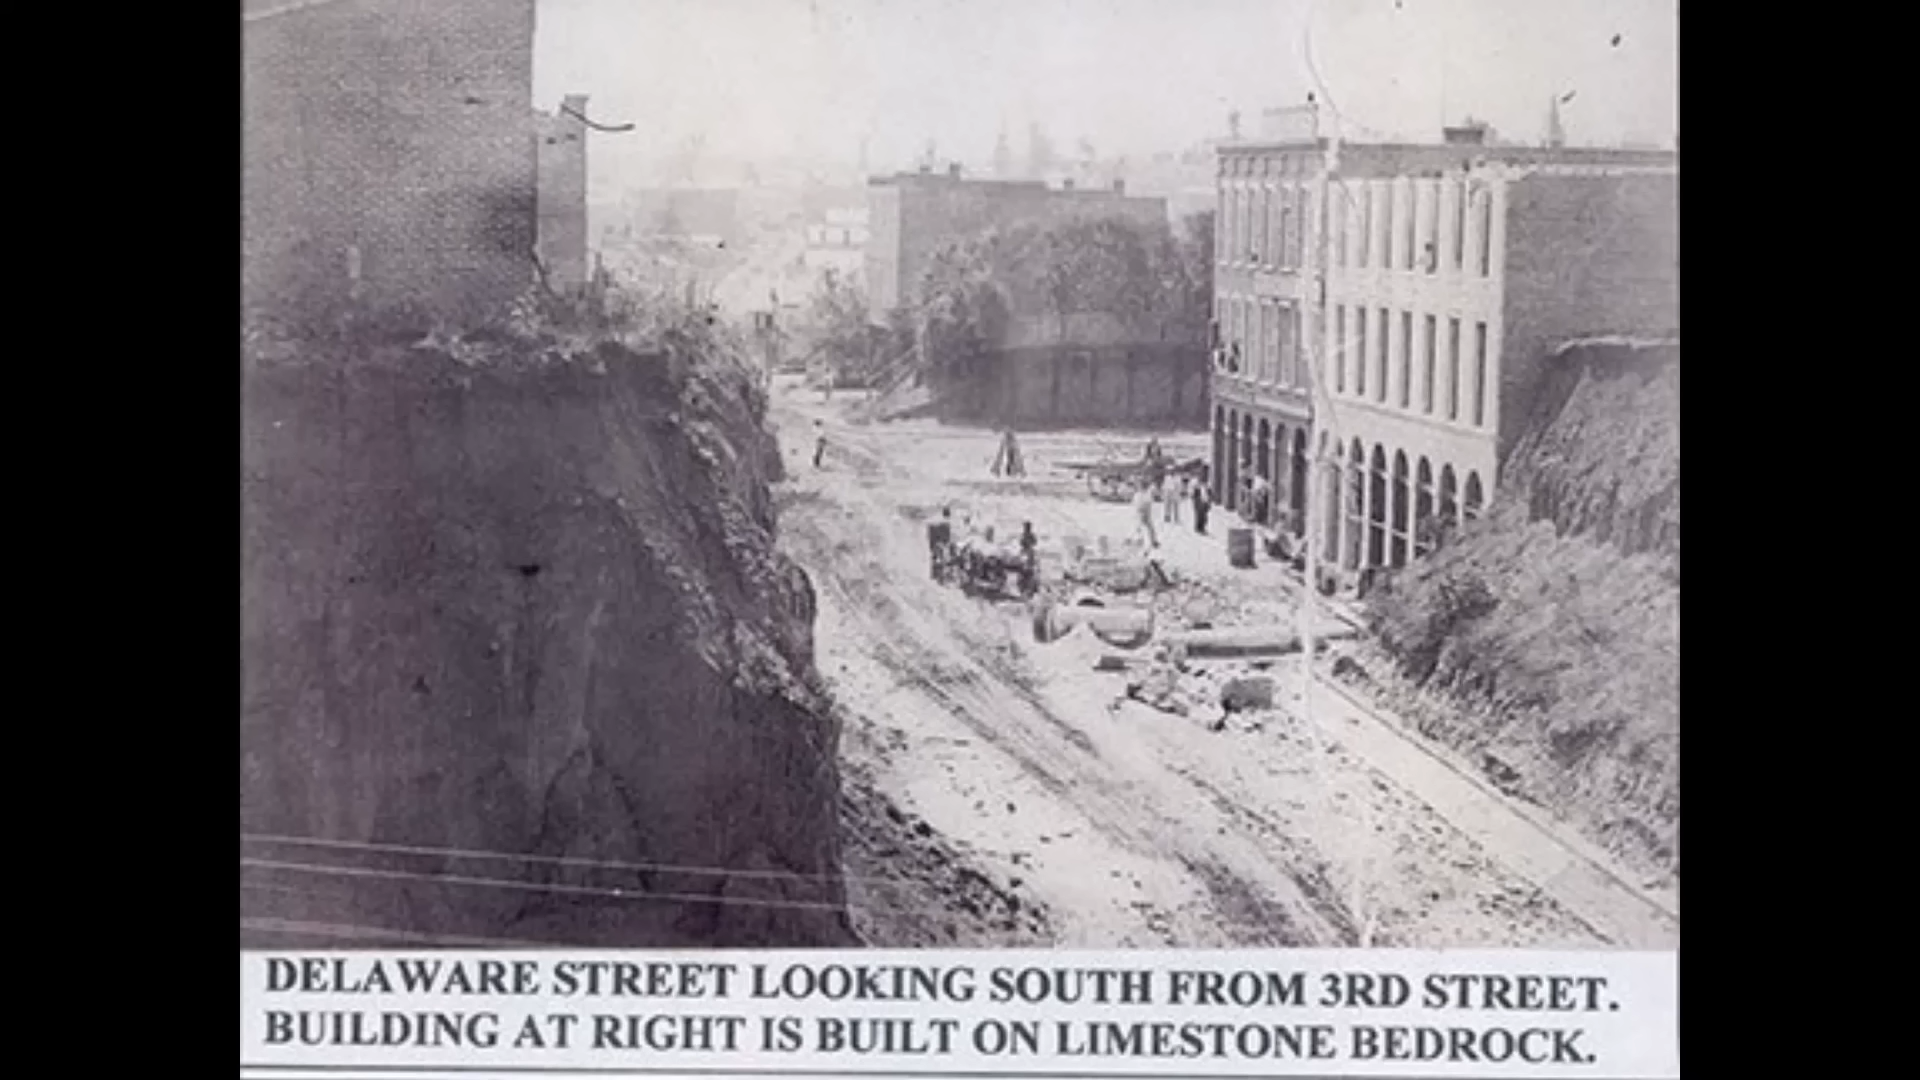 DELAWARE STREET LOOKING SOUTH FROM 3RD STREET.
BUILDING AT RIGHT IS BUILT ON LIMESTONE BEDROCK.